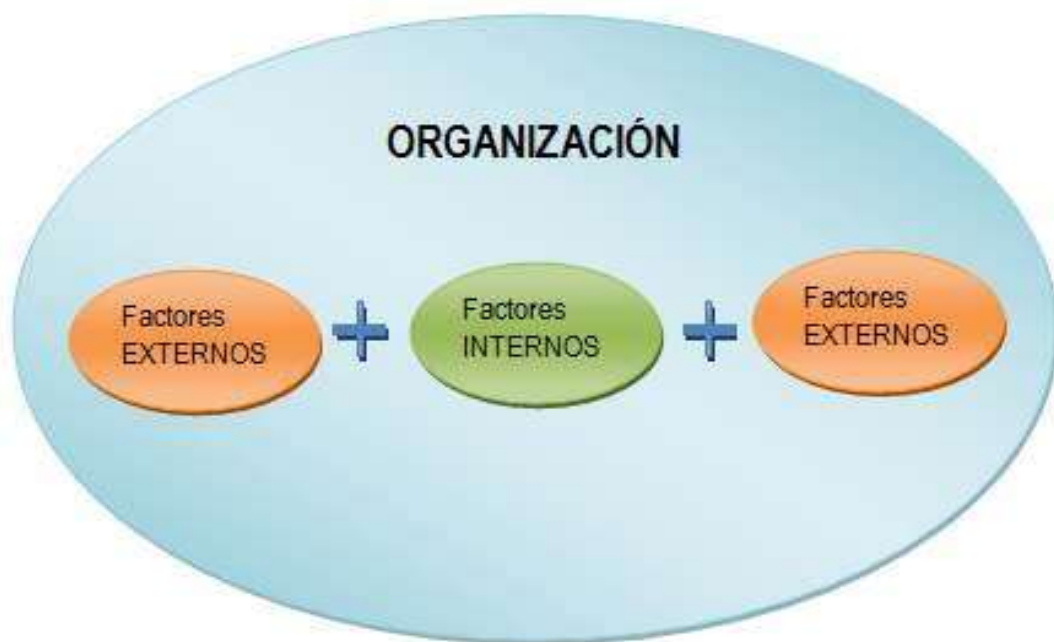 ORGANIZACIÓN
Factores
EXTERNOS
Factores
INTERNOS
Factores
EXTERNOS